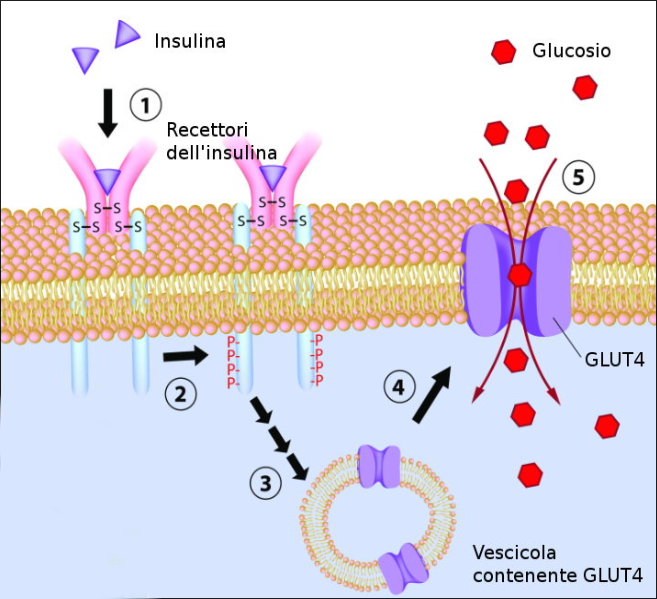 Insulina
Glucosio
1
Recettori
dell'insulina
5
S-S
S-S S-S
S-S
S-S S-S
GLUT4
P- -P
P- -P
P- -P
P- -P
2
4
3
Vescicola
contenente GLUT4